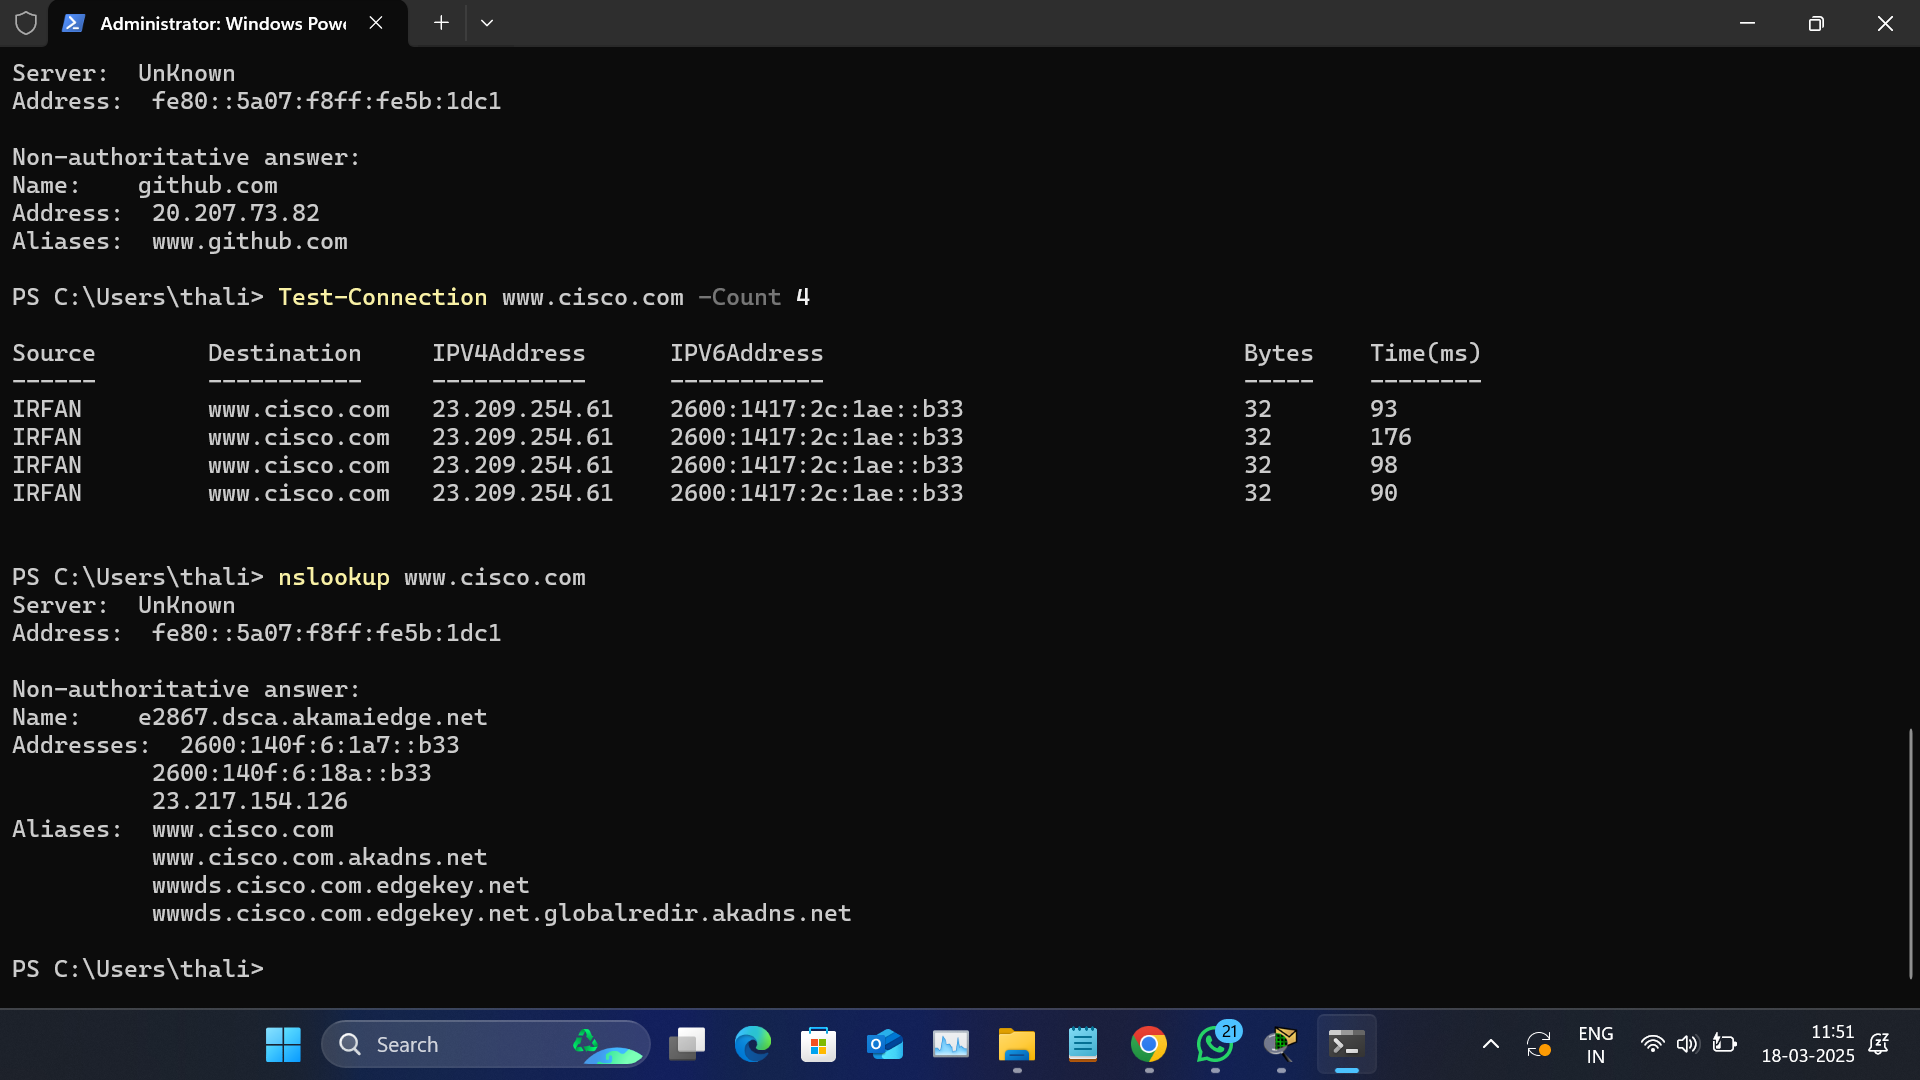 Administrator: Windows Powe
Server:  UnKnown
Address:  fe80::5a07:f8ff:fe5b:1dc1
Non-authoritative answer:
Name:    github.com
Address:  20.207.73.82
Aliases:  www.github.com
PS C:\Users\thali> Test-Connection www.cisco.com -Count 4
Source        Destination     IPV4Address      IPV6Address                              Bytes    Time(ms)
------        -----------     -----------      -----------                              -----    --------
IRFAN         www.cisco.com   23.209.254.61    2600:1417:2c:1ae::b33                    32       93
IRFAN         www.cisco.com   23.209.254.61    2600:1417:2c:1ae::b33                    32       176
IRFAN         www.cisco.com   23.209.254.61    2600:1417:2c:1ae::b33                    32       98
IRFAN         www.cisco.com   23.209.254.61    2600:1417:2c:1ae::b33                    32       90
PS C:\Users\thali> nslookup www.cisco.com
Server:  UnKnown
Address:  fe80::5a07:f8ff:fe5b:1dc1
Non-authoritative answer:
Name:    e2867.dsca.akamaiedge.net
Addresses:  2600:140f:6:1a7::b33
2600:140f:6:18a::b33
23.217.154.126
Aliases:  www.cisco.com
www.cisco.com.akadns.net
wwwds.cisco.com.edgekey.net
wwwds.cisco.com.edgekey.net.globalredir.akadns.net
PS C:\Users\thali>
Search
21
ENG
IN
11:51
18-03-2025